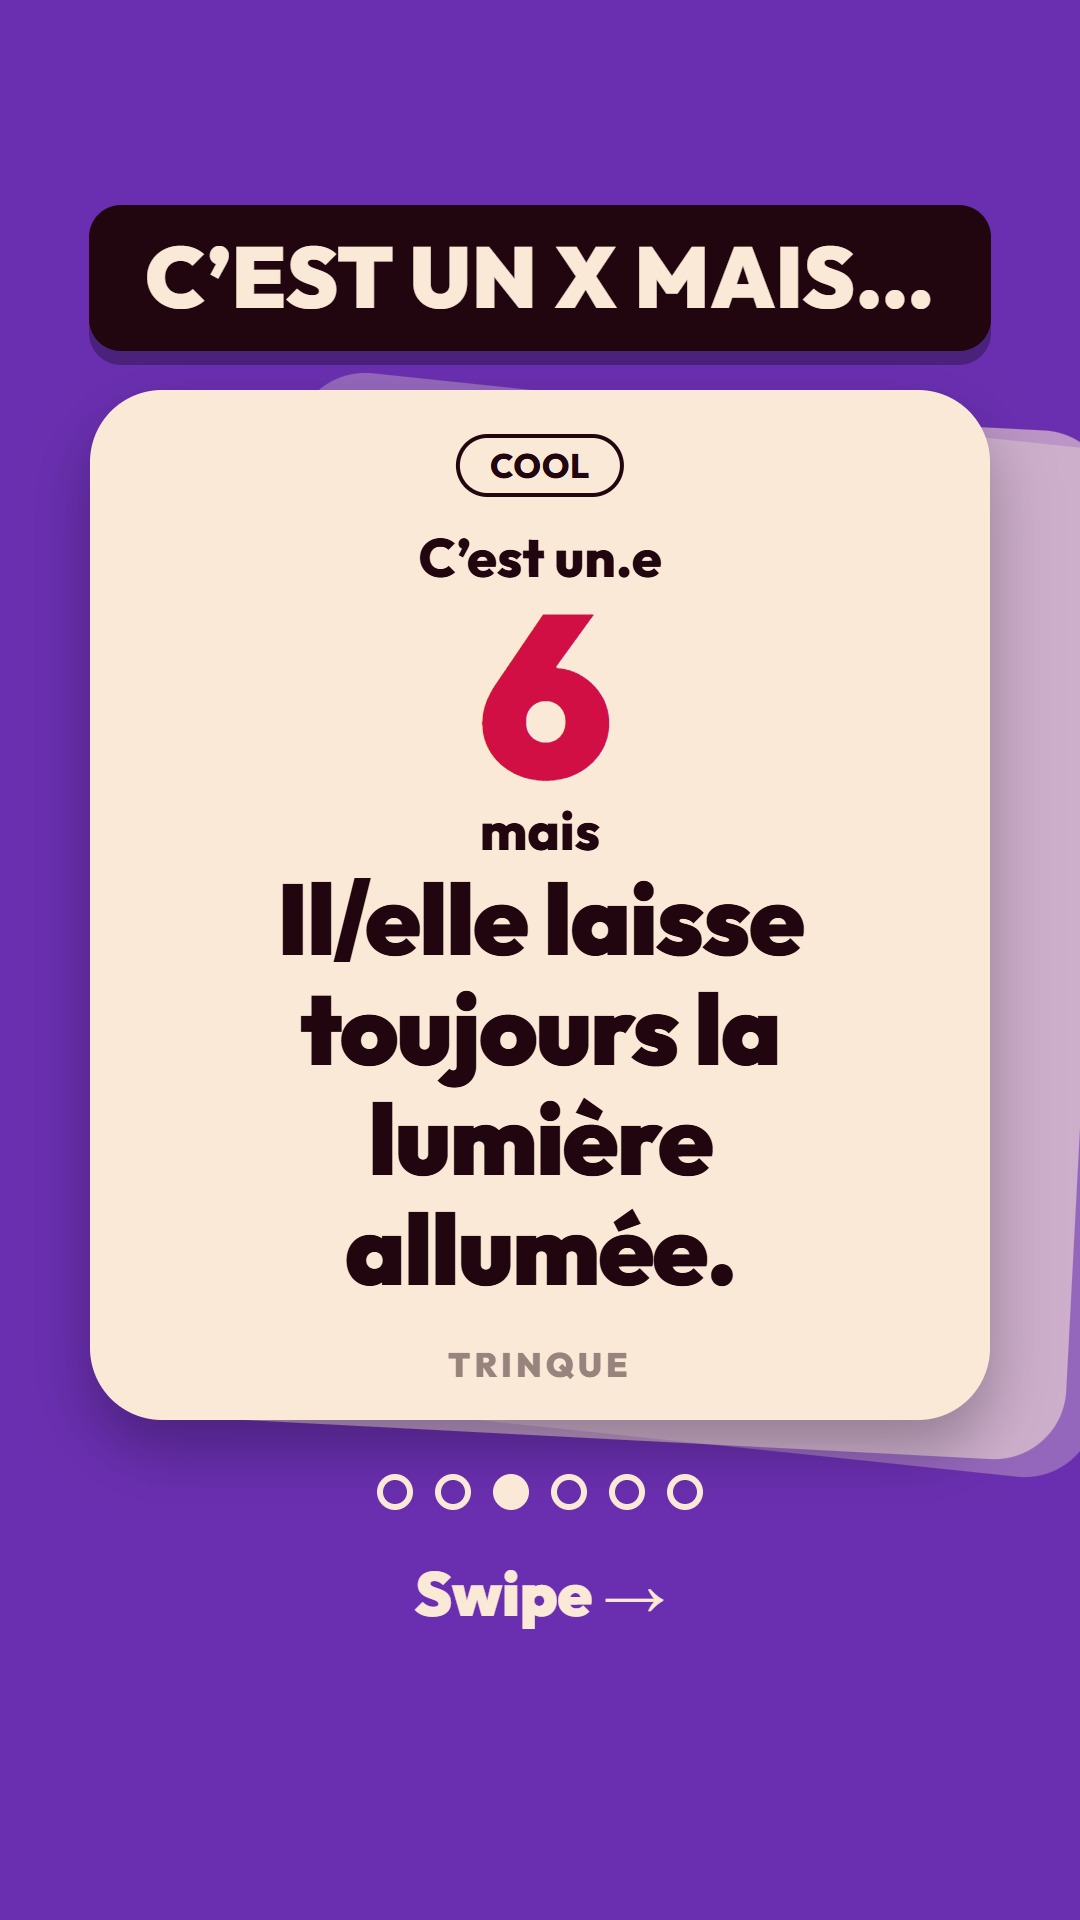 C’EST UN X MAIS...
COOL
C’est un.e
6
mais
Il/elle laisse
toujours la
lumière
allumée.
TRINQUE
Swipe →